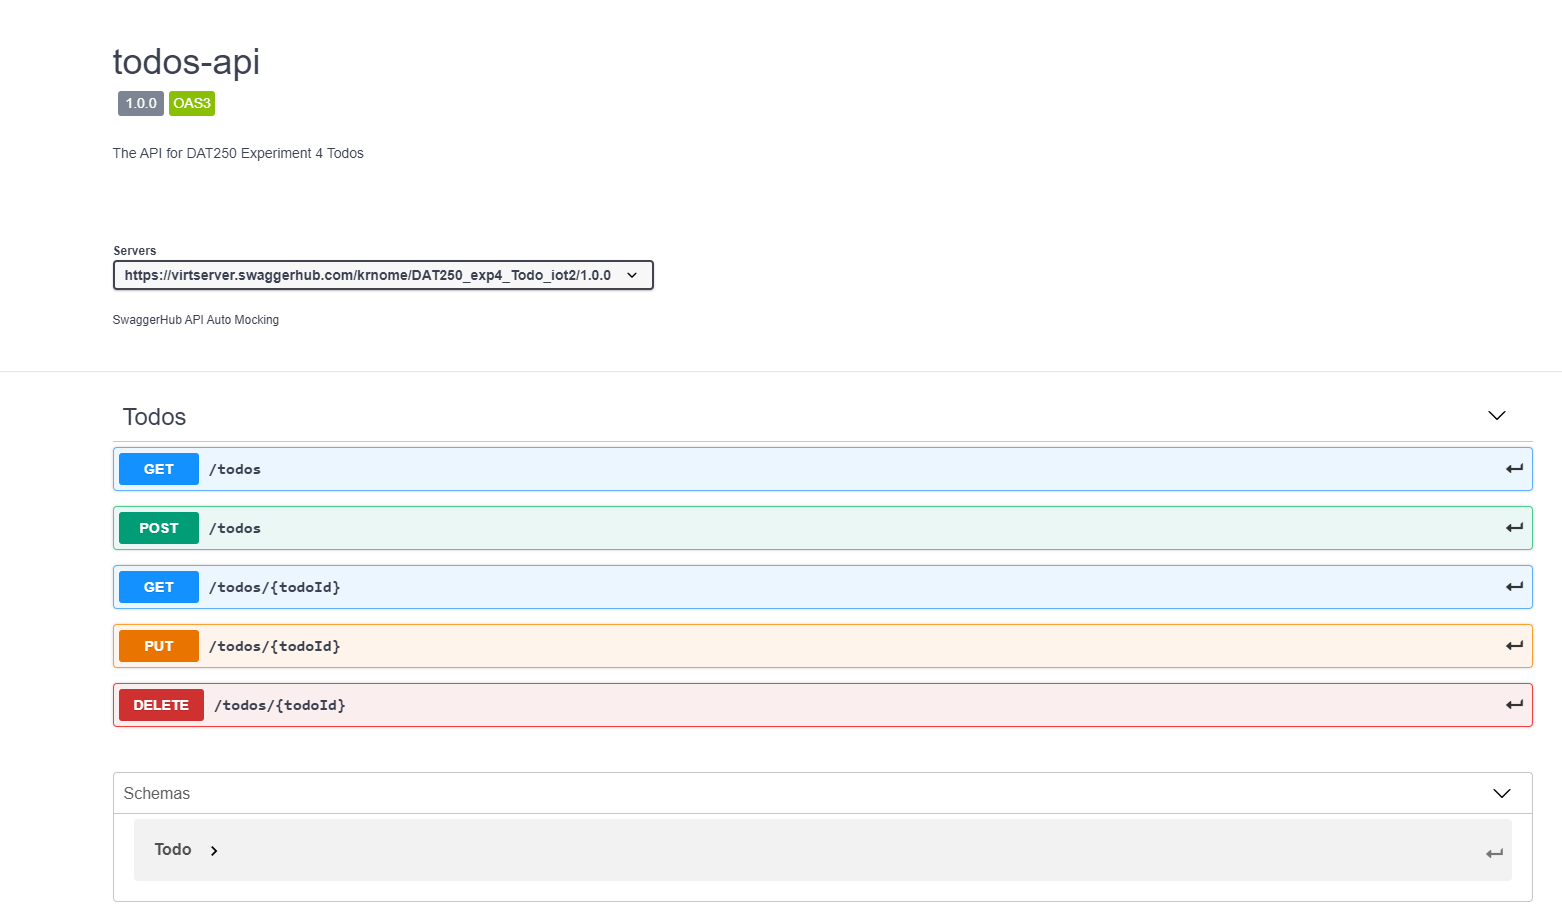 todos-api
1.0.0 OAS3
The API for DAT250 Experiment 4 Todos
Servers
https://virtserver.swaggerhub.com/krnome/DAT250_exp4_Todo_iot2/1.0.0
SwaggerHub API Auto Mocking
Todos
GET /todos
POST /todos
GET /todos/{todoId}
PUT /todos/{todoId}
DELETE /todos/{todoId}
Schemas
Todo